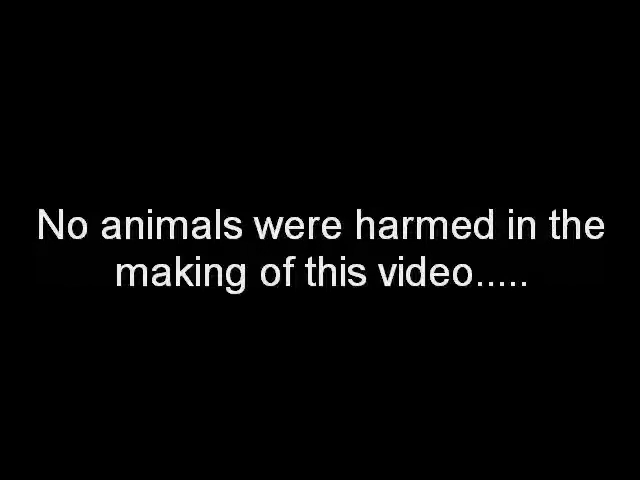 No animals were harmed in the
making of this video.....